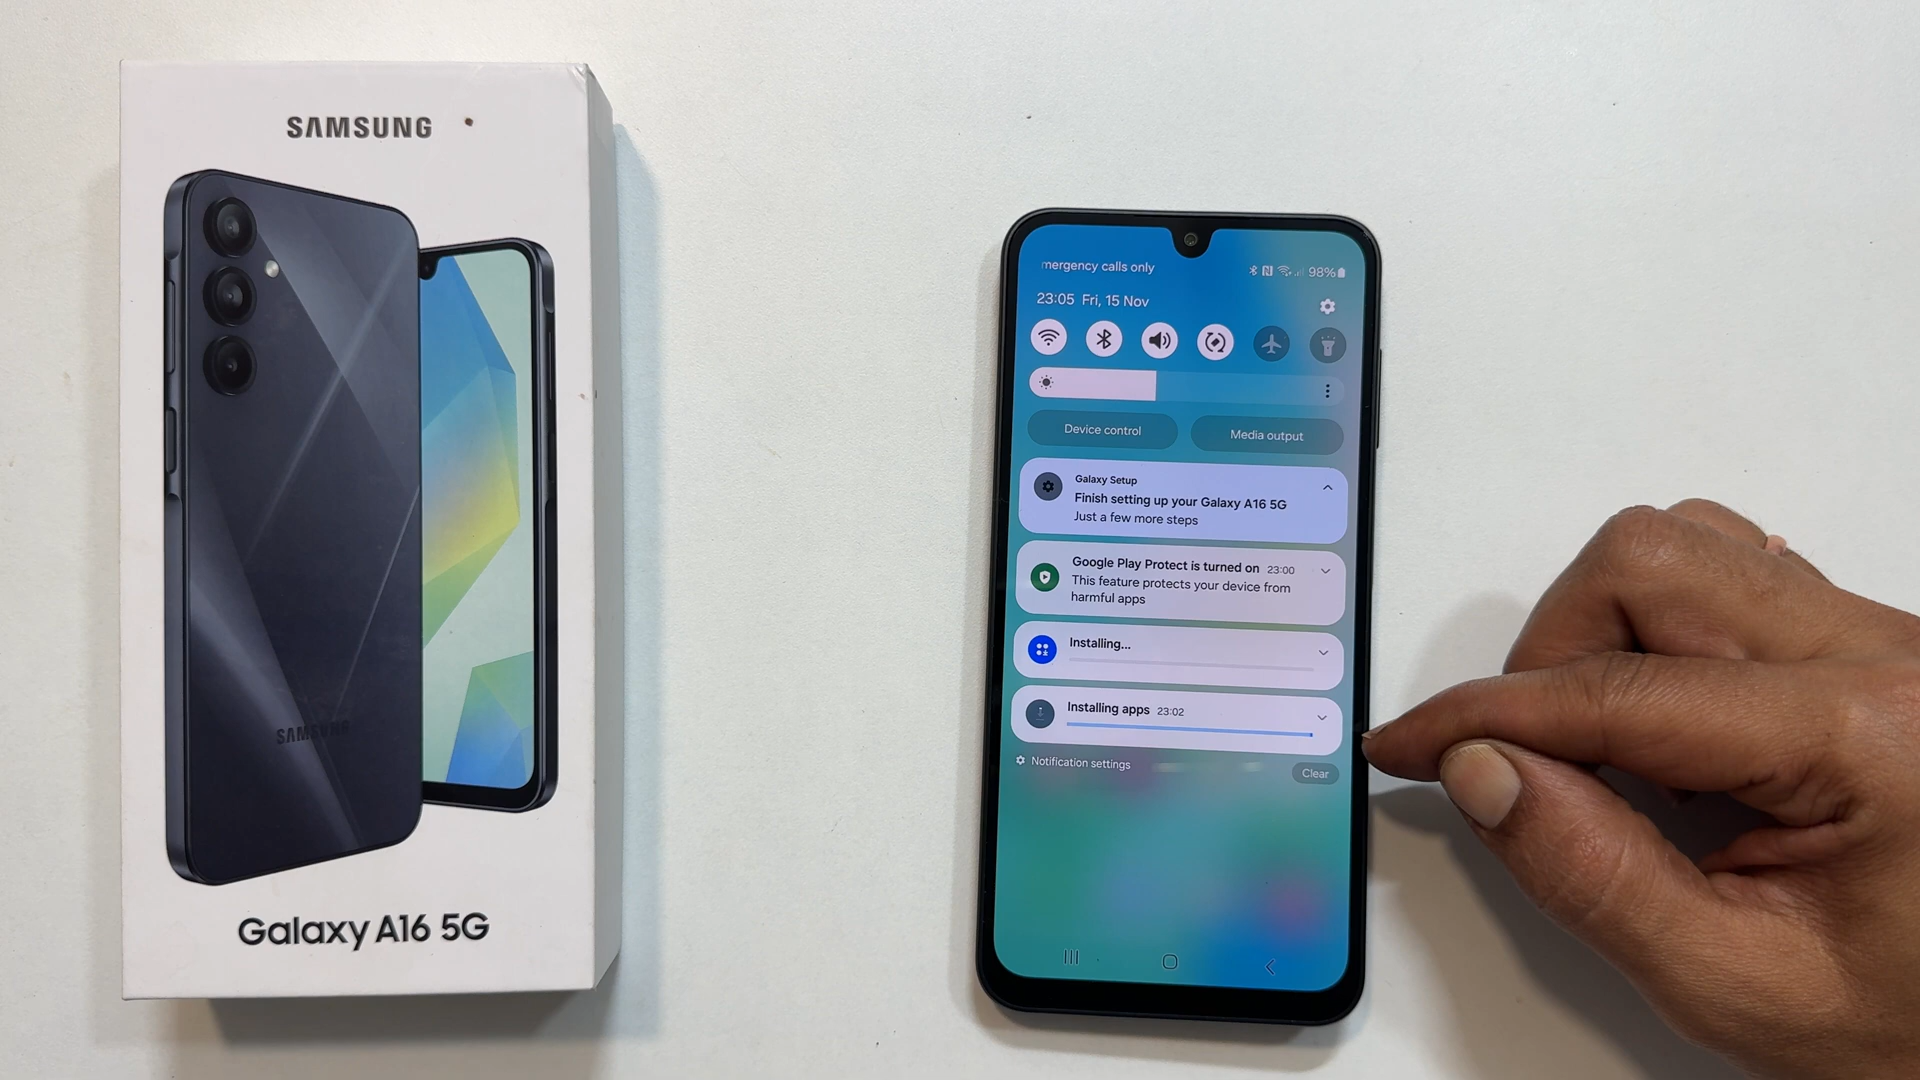 SAMSUNG
SAMSUNG
Galaxy A16 5G
mergency calls only
98%
23:05 Fri, 15 Nov
Device control
Media output
Galaxy Setup
Finish setting up your Galaxy A16 5G
Just a few more steps
Google Play Protect is turned on 23:00
This feature protects your device from
harmful apps
Installing...
Installing apps 23:02
Notification settings
Clear